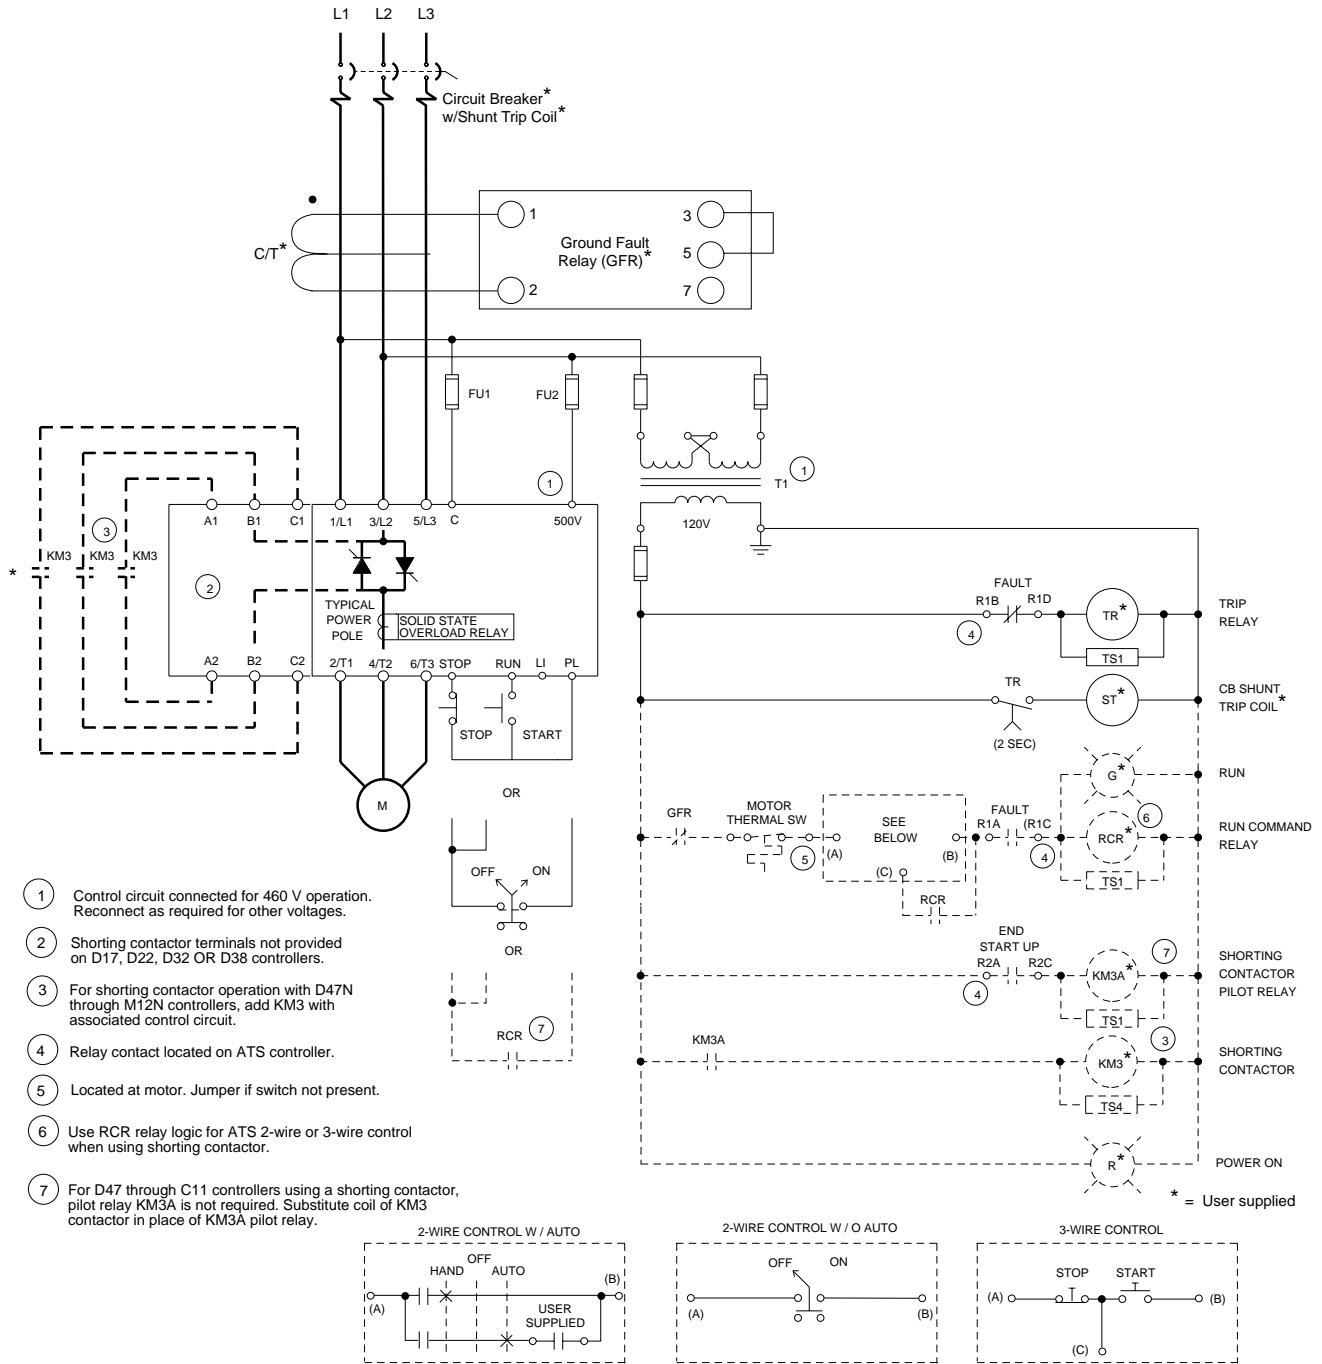 L1 L2 L3
Circuit Breaker*
w/Shunt Trip Coil*
C/T*
1
2
Ground Fault
Relay (GFR)*
3
5
7
FU1
FU2
1
T1
1
120V
A1 B1 C1
1/L1 3/L2 5/L3 C 500V
3
* KM3 KM3 KM3
2
TYPICAL
POWER
POLE
SOLID STATE
OVERLOAD RELAY
A2 B2 C2
2/T1 4/T2 6/T3 STOP RUN LI PL
STOP
START
M
OR
OFF ON
OR
RCR 7
FAULT
R1B R1D
4
TR*
TS1
TRIP
RELAY
TR
(2 SEC)
ST*
CB SHUNT
TRIP COIL*
G*
RUN
GFR
MOTOR
THERMAL SW
5
(A)
SEE
BELOW
(B)
(C)
RCR
FAULT
R1A (R1C
4
6
RCR*
TS1
RUN COMMAND
RELAY
END
START UP
R2A R2C
4
7
KM3A*
TS1
SHORTING
CONTACTOR
PILOT RELAY
KM3A
3
KM3*
TS4
SHORTING
CONTACTOR
R*
POWER ON
* = User supplied
1 Control circuit connected for 460 V operation.
Reconnect as required for other voltages.
2 Shorting contactor terminals not provided
on D17, D22, D32 OR D38 controllers.
3 For shorting contactor operation with D47N
through M12N controllers, add KM3 with
associated control circuit.
4 Relay contact located on ATS controller.
5 Located at motor. Jumper if switch not present.
6 Use RCR relay logic for ATS 2-wire or 3-wire control
when using shorting contactor.
7 For D47 through C11 controllers using a shorting contactor,
pilot relay KM3A is not required. Substitute coil of KM3
contactor in place of KM3A pilot relay.
2-WIRE CONTROL W / AUTO
OFF
HAND AUTO
(A)
(B)
USER
SUPPLIED
2-WIRE CONTROL W / O AUTO
OFF ON
(A)
(B)
3-WIRE CONTROL
STOP START
(A)
(B)
(C)